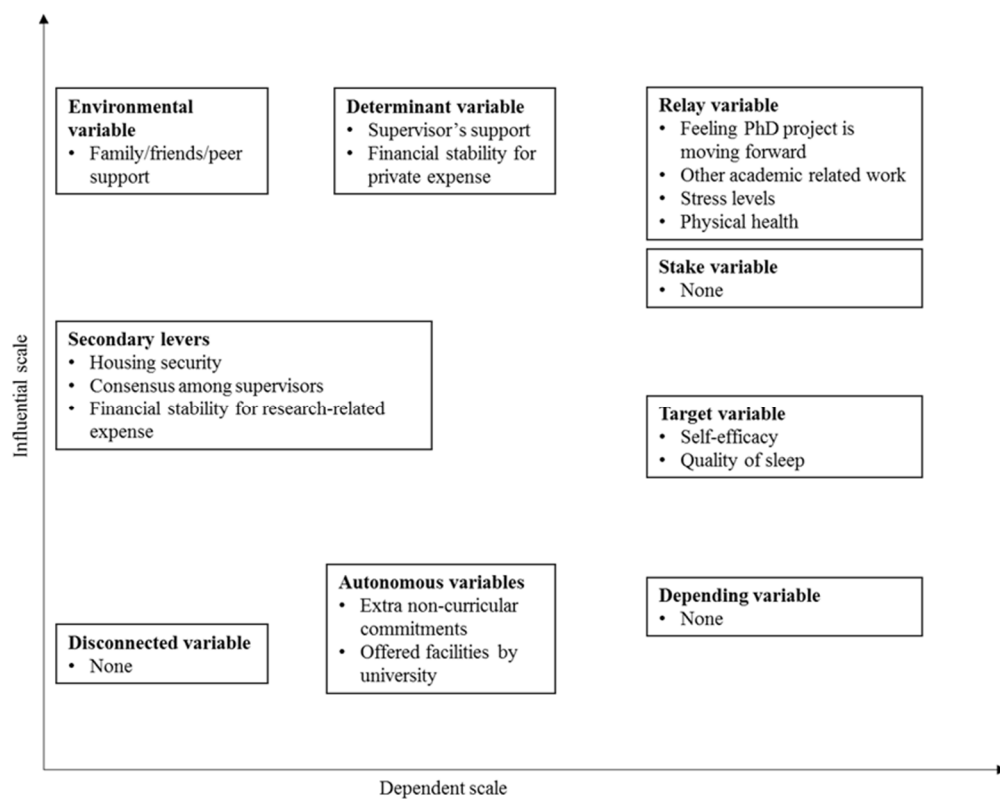 Environmental
variable
• Family/friends/peer
support
Determinant variable
• Supervisor's support
• Financial stability for
private expense
Relay variable
• Feeling PhD project is
moving forward
• Other academic related work
• Stress levels
• Physical health
Stake variable
• None
Secondary levers
• Housing security
• Consensus among supervisors
• Financial stability for research-related
expense
Influential scale
Target variable
• Self-efficacy
• Quality of sleep
Autonomous variables
• Extra non-curricular
commitments
• Offered facilities by
university
Depending variable
• None
Disconnected variable
• None
Dependent scale